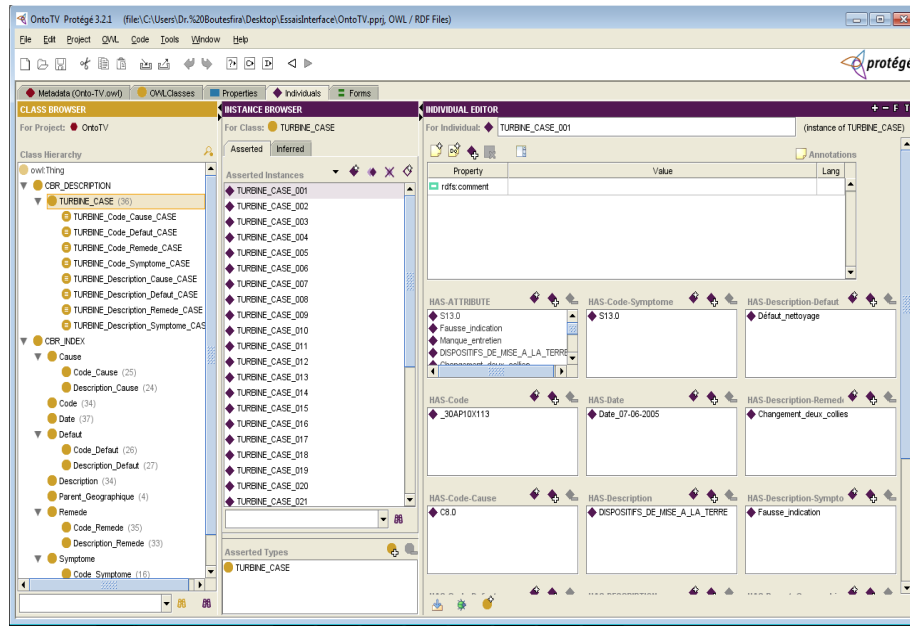 OntoTV Protégé 3.2.1 (file:\C:\Users\Dr.%20Boutesfira\Desktop\EssaisInterface\OntoTV.pprj, OWL / RDF Files)
File Edit Project OWL Code Tools Window Help
protégé
Metadata (Onto-TV.owl) OWLClasses Properties Individuals Forms
CLASS BROWSER
For Project: OntoTV
Class Hierarchy
owl:Thing
CBR_DESCRIPTION
TURBINE_CASE (36)
TURBINE_Code_Cause_CASE
TURBINE_Code_Defaut_CASE
TURBINE_Code_Remede_CASE
TURBINE_Code_Symptome_CASE
TURBINE_Description_Cause_CASE
TURBINE_Description_Defaut_CASE
TURBINE_Description_Remede_CASE
TURBINE_Description_Symptome_CAS
CBR_INDEX
Cause
Code_Cause (25)
Description_Cause (24)
Code (34)
Date (37)
Defaut
Code_Defaut (26)
Description_Defaut (27)
Description (34)
Parent_Geographique (4)
Remede
Code_Remede (35)
Description_Remede (33)
Symptome
Code_Symptome (16)
INSTANCE BROWSER
For Class: TURBINE_CASE
Asserted Inferred
Asserted Instances
TURBINE_CASE_001
TURBINE_CASE_002
TURBINE_CASE_003
TURBINE_CASE_004
TURBINE_CASE_005
TURBINE_CASE_006
TURBINE_CASE_007
TURBINE_CASE_008
TURBINE_CASE_009
TURBINE_CASE_010
TURBINE_CASE_011
TURBINE_CASE_012
TURBINE_CASE_013
TURBINE_CASE_014
TURBINE_CASE_015
TURBINE_CASE_016
TURBINE_CASE_017
TURBINE_CASE_018
TURBINE_CASE_019
TURBINE_CASE_020
TURBINE_CASE_021
Asserted Types
TURBINE_CASE
INDIVIDUAL EDITOR + - F T
For Individual: TURBINE_CASE_001 (instance of TURBINE_CASE)
Annotations
Property Value Lang
rdfs:comment
HAS-ATTRIBUTE HAS-Code-Symptome HAS-Description-Defaut
S13.0 S13.0 Défaut_nettoyage
Fausse_indication
Manque_entretien
DISPOSITIFS_DE_MISE_A_LA_TERRE
Changement_deux_collies
HAS-Code HAS-Date HAS-Description-Remed
_30AP10X113 Date_07-06-2005 Changement_deux_collies
HAS-Code-Cause HAS-Description HAS-Description-Sympto
C8.0 DISPOSITIFS_DE_MISE_A_LA_TERRE Fausse_indication